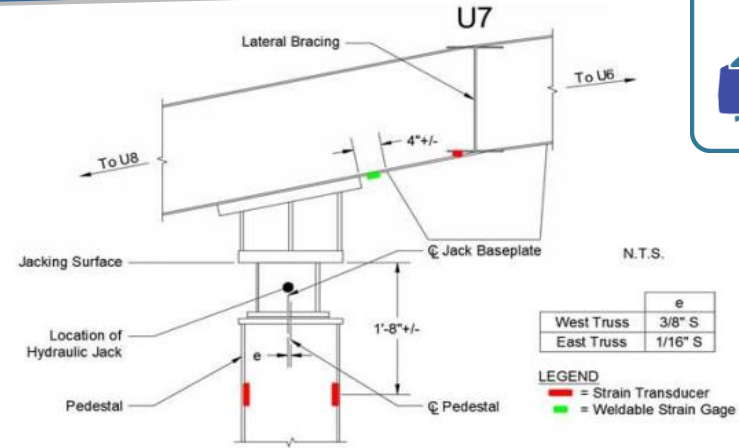 U7
Lateral Bracing
To U6
4"+/-
To U8
Jacking Surface
℄ Jack Baseplate
N.T.S.
Location of
Hydraulic Jack
1'-8"+/-
e
e
West Truss 3/8" S
East Truss 1/16" S
Pedestal
℄ Pedestal
LEGEND
= Strain Transducer
= Weldable Strain Gage